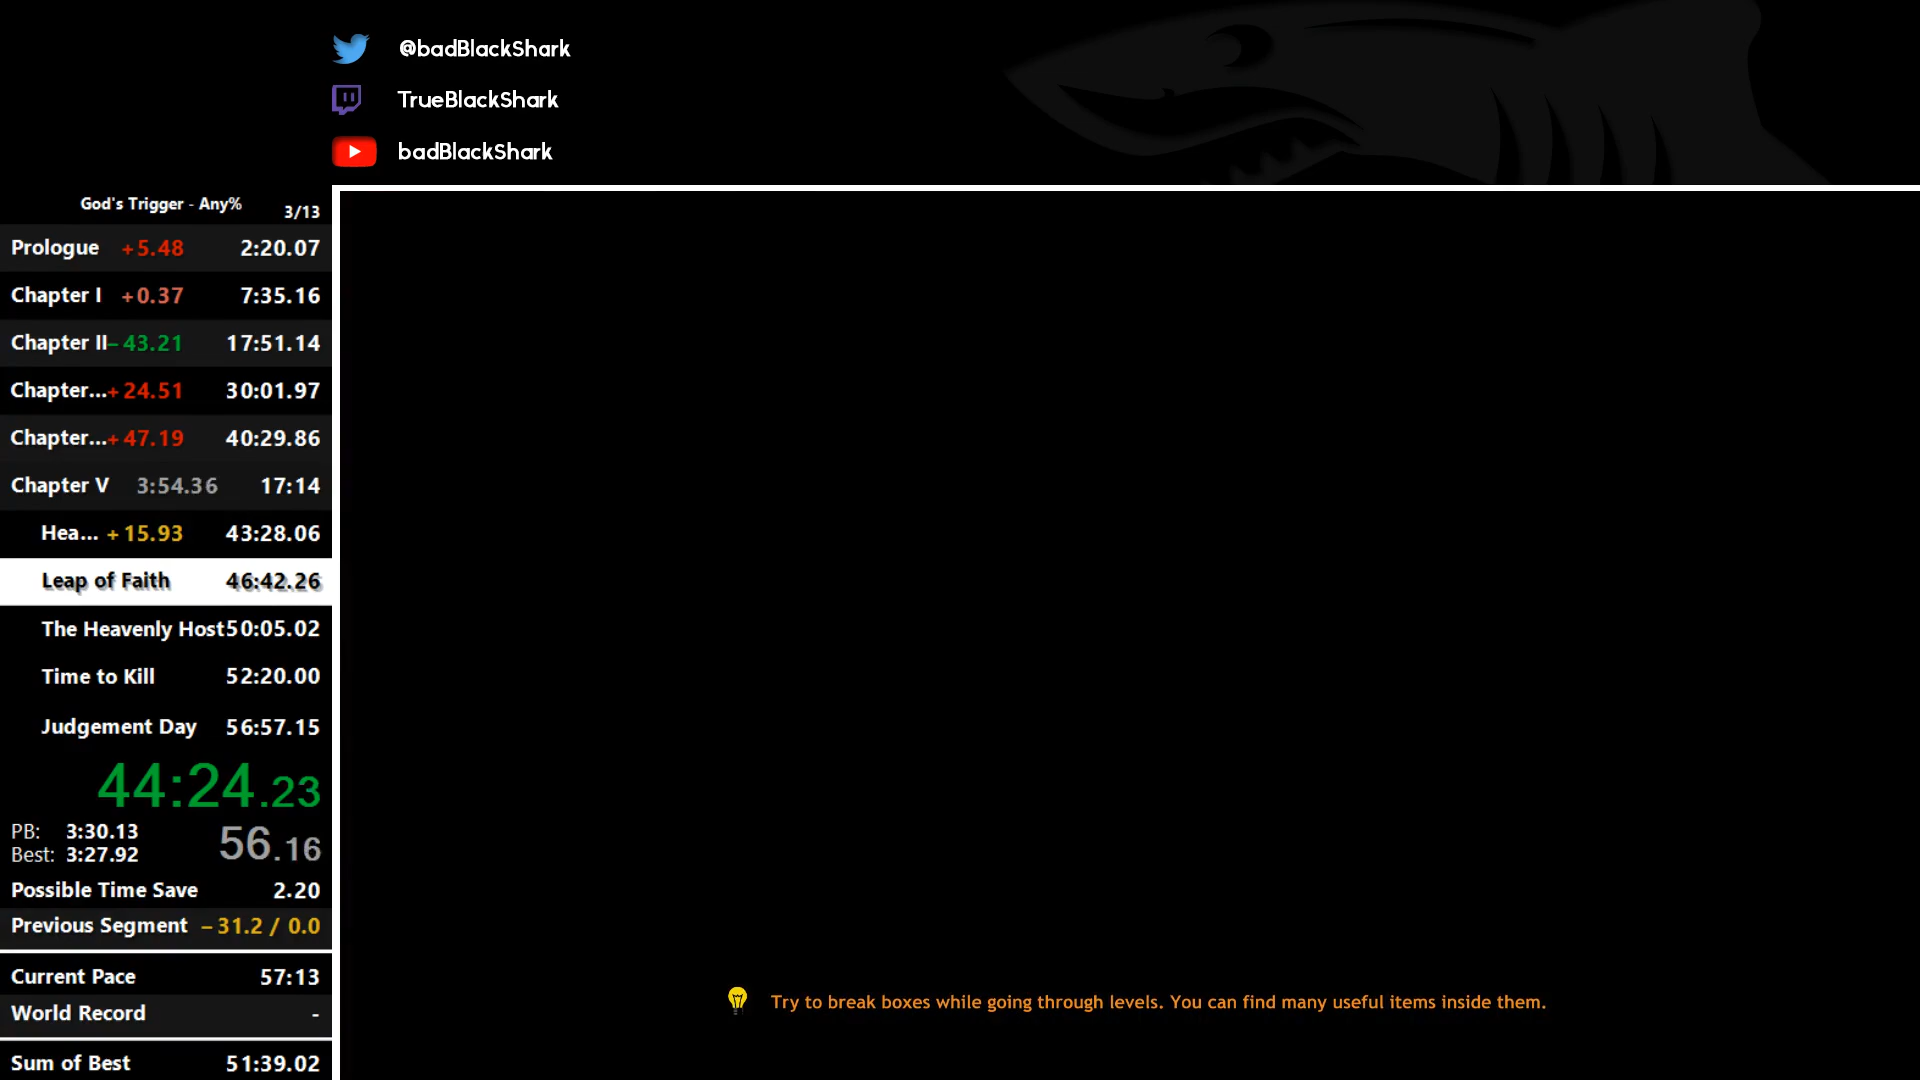 @badBlackShark
TrueBlackShark
badBlackShark
God's Trigger - Any%
3/13
Prologue +5.48 2:20.07
Chapter I +0.37 7:35.16
Chapter II -43.21 17:51.14
Chapter... +24.51 30:01.97
Chapter... +47.19 40:29.86
Chapter V 3:54.36 17:14
Hea... +15.93 43:28.06
Leap of Faith 46:42.26
The Heavenly Host 50:05.02
Time to Kill 52:20.00
Judgement Day 56:57.15
44:24.23
PB: 3:30.13
Best: 3:27.92
56.16
Possible Time Save 2.20
Previous Segment -31.2 / 0.0
Current Pace 57:13
World Record -
Sum of Best 51:39.02
Try to break boxes while going through levels. You can find many useful items inside them.